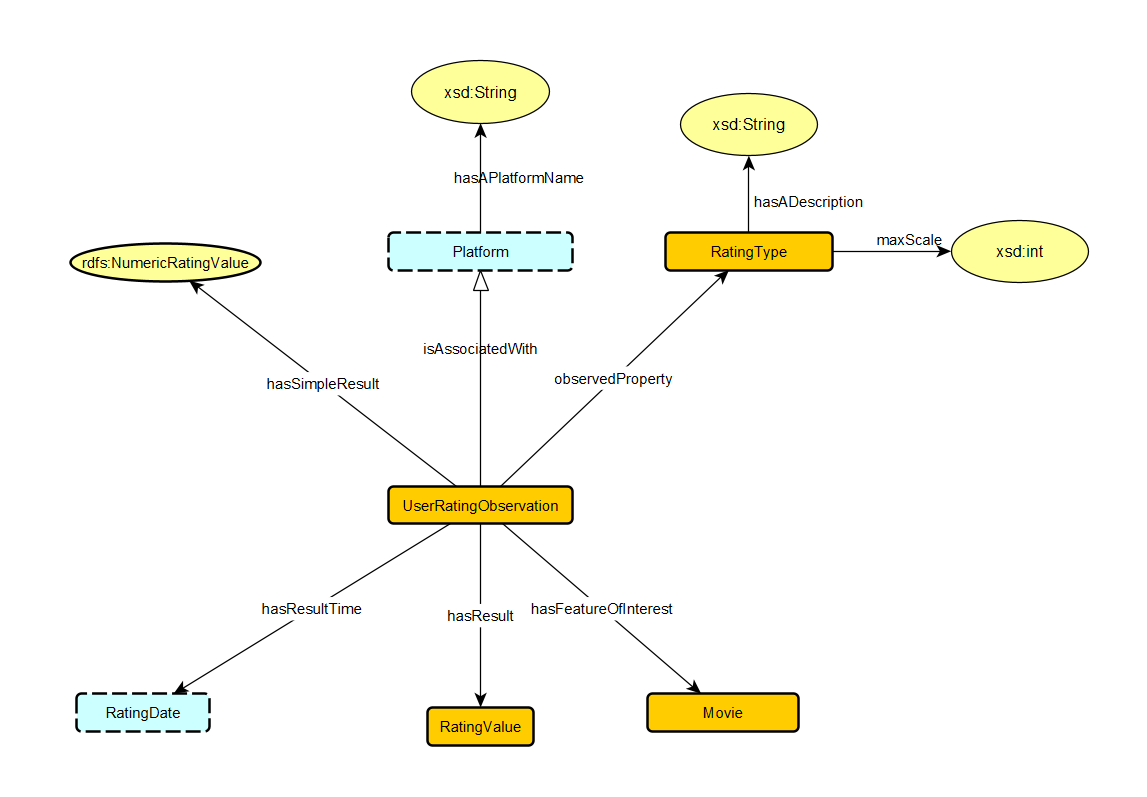 xsd:String
xsd:String
hasAPlatformName
hasADescription
maxScale
Platform
RatingType
xsd:int
rdfs:NumericRatingValue
isAssociatedWith
hasSimpleResult
observedProperty
UserRatingObservation
hasResultTime
hasResult
hasFeatureOfInterest
RatingDate
RatingValue
Movie